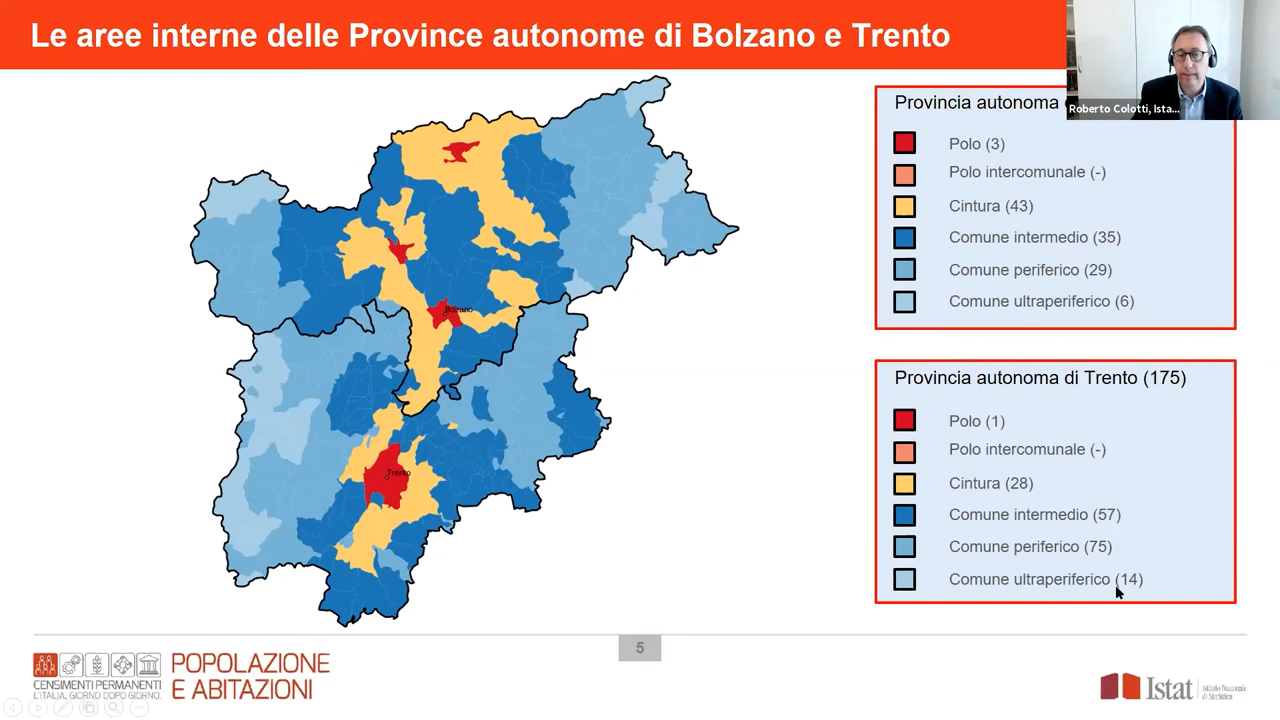 Le aree interne delle Province autonome di Bolzano e Trento
Roberto Colotti, Ista...
Provincia autonoma
Polo (3)
Polo intercomunale (-)
Cintura (43)
Comune intermedio (35)
Comune periferico (29)
Comune ultraperiferico (6)
Bolzano
Trento
Provincia autonoma di Trento (175)
Polo (1)
Polo intercomunale (-)
Cintura (28)
Comune intermedio (57)
Comune periferico (75)
Comune ultraperiferico (14)
5
CENSIMENTI PERMANENTI
L'ITALIA, GIORNO DOPO GIORNO.
POPOLAZIONE
E ABITAZIONI
Istat
Istituto Nazionale
di Statistica